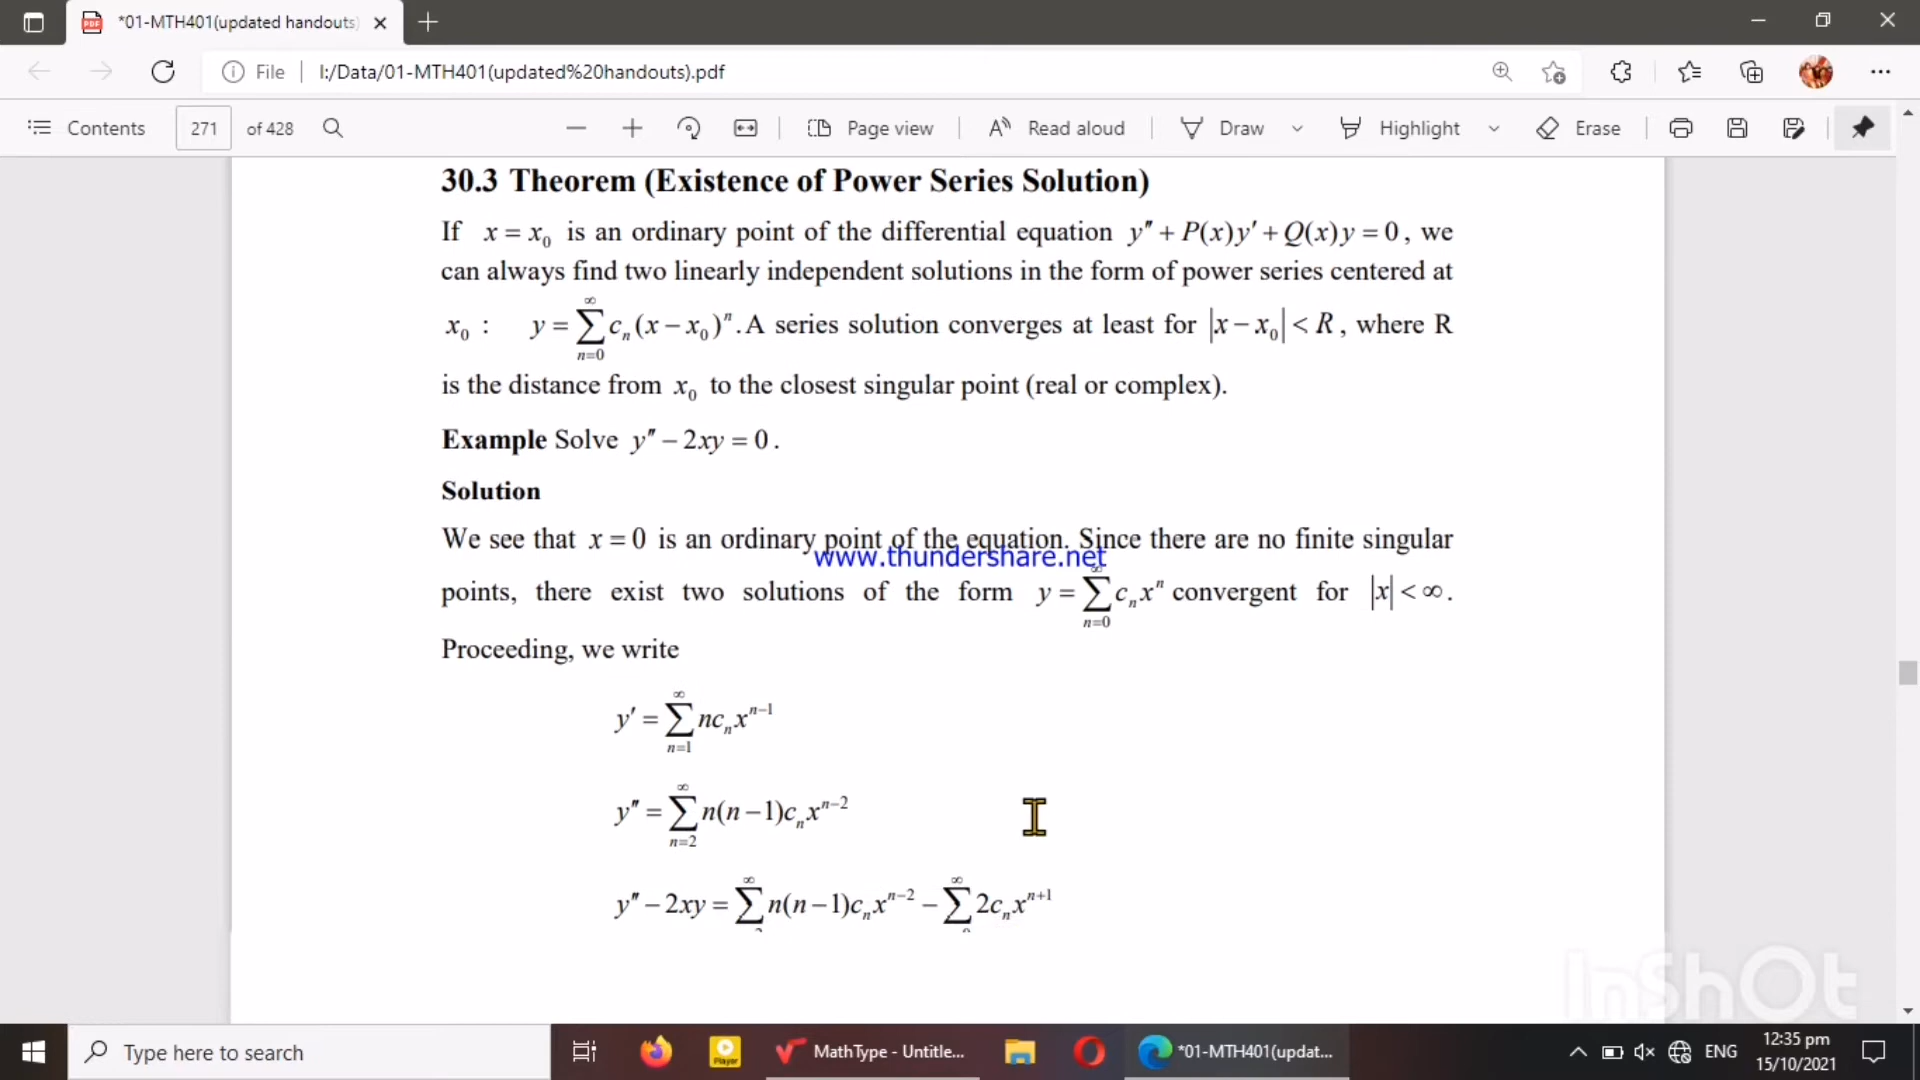 *01-MTH401(updated handouts)
File
I:/Data/01-MTH401(updated%20handouts).pdf
Contents
271
of 428
Page view
Read aloud
Draw
Highlight
Erase
30.3 Theorem (Existence of Power Series Solution)
If x = x₀ is an ordinary point of the differential equation y″ + P(x)y′ + Q(x)y = 0, we
can always find two linearly independent solutions in the form of power series centered at
x₀ : y = ∑_{n=0}^{∞} cₙ(x − x₀)ⁿ. A series solution converges at least for |x − x₀| < R, where R
is the distance from x₀ to the closest singular point (real or complex).
Example Solve y″ − 2xy = 0.
Solution
We see that x = 0 is an ordinary point of the equation. Since there are no finite singular
www.thundershare.net
points, there exist two solutions of the form y = ∑_{n=0}^{∞} cₙxⁿ convergent for |x| < ∞.
Proceeding, we write
y′ = ∑_{n=1}^{∞} ncₙxⁿ⁻¹
y″ = ∑_{n=2}^{∞} n(n−1)cₙxⁿ⁻²
y″ − 2xy = ∑^{∞} n(n−1)cₙxⁿ⁻² − ∑^{∞} 2cₙxⁿ⁺¹
InShOt
Type here to search
Player
MathType - Untitle...
*01-MTH401(updat...
ENG
12:35 pm
15/10/2021